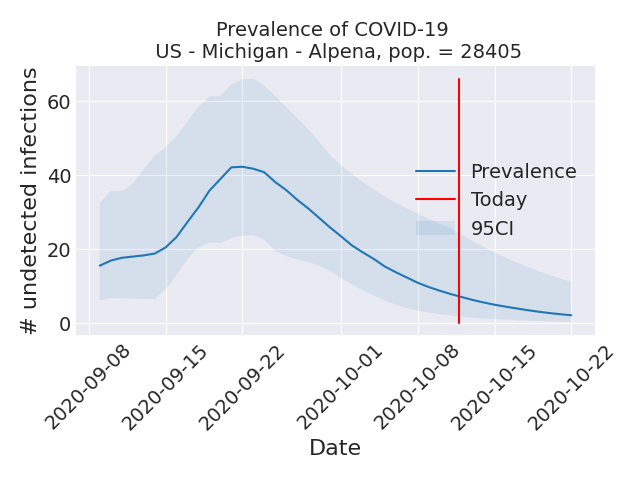 Prevalence of COVID-19
US - Michigan - Alpena, pop. = 28405
# undetected infections
60
40
20
0
Prevalence
Today
95CI
2020-09-08
2020-09-15
2020-09-22
2020-10-01
2020-10-08
2020-10-15
2020-10-22
Date